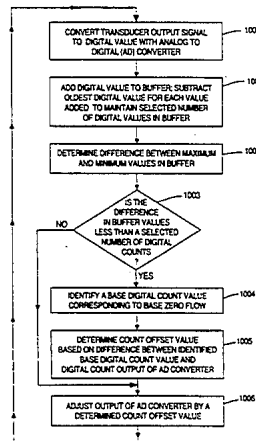 CONVERT TRANSDUCER OUTPUT SIGNAL
TO DIGITAL VALUE WITH ANALOG TO
DIGITAL (AD) CONVERTER
ADD DIGITAL VALUE TO BUFFER; SUBTRACT
OLDEST DIGITAL VALUE FOR EACH VALUE
ADDED TO MAINTAIN SELECTED NUMBER
OF DIGITAL VALUES IN BUFFER
DETERMINE DIFFERENCE BETWEEN MAXIMUM
AND MINIMUM VALUES IN BUFFER
1003
IS THE
DIFFERENCE
IN BUFFER VALUES
LESS THAN A SELECTED
NUMBER OF DIGITAL
COUNTS
?
NO
YES
1004
IDENTIFY A BASE DIGITAL COUNT VALUE
CORRESPONDING TO BASE ZERO FLOW
1005
DETERMINE COUNT OFFSET VALUE
BASED ON DIFFERENCE BETWEEN IDENTIFIED
BASE DIGITAL COUNT VALUE AND
DIGITAL COUNT OUTPUT OF AD CONVERTER
1006
ADJUST OUTPUT OF AD CONVERTER BY A
DETERMINED COUNT OFFSET VALUE